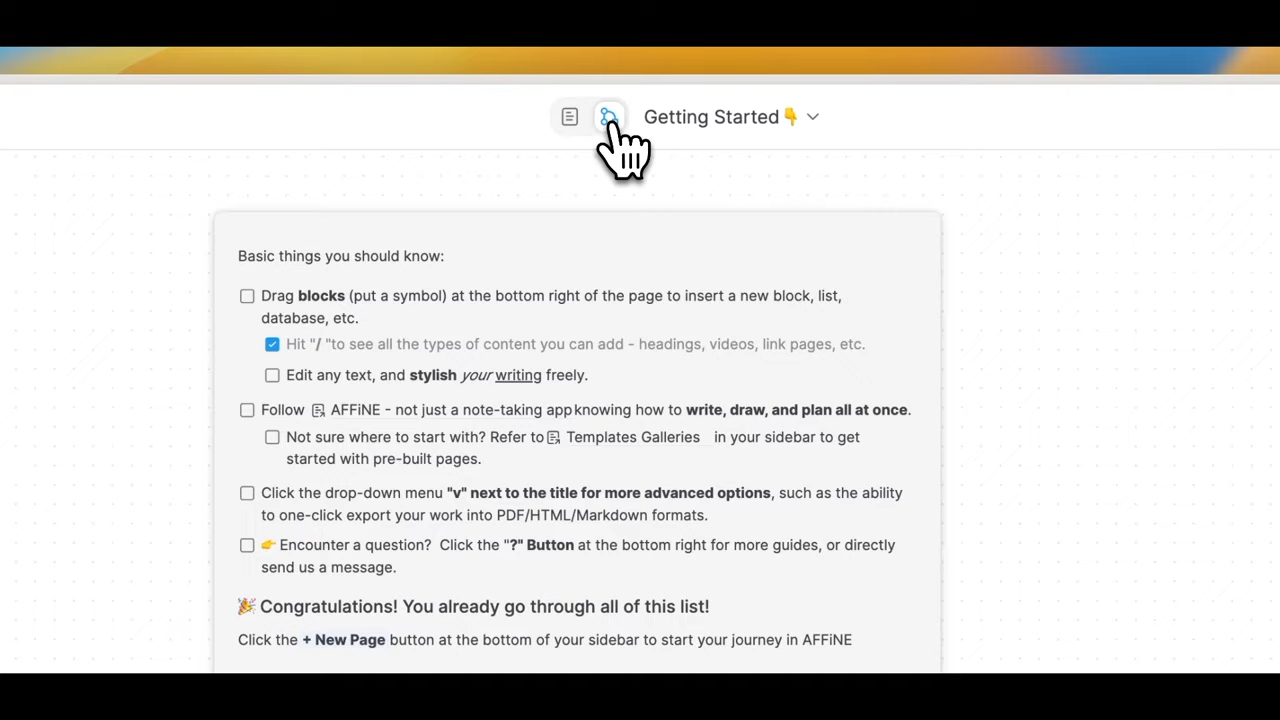 Getting Started👇
Basic things you should know:
Drag blocks (put a symbol) at the bottom right of the page to insert a new block, list,
database, etc.
Hit "/ "to see all the types of content you can add - headings, videos, link pages, etc.
Edit any text, and stylish your writing freely.
Follow AFFiNE - not just a note-taking app knowing how to write, draw, and plan all at once.
Not sure where to start with? Refer to Templates Galleries in your sidebar to get
started with pre-built pages.
Click the drop-down menu "v" next to the title for more advanced options, such as the ability
to one-click export your work into PDF/HTML/Markdown formats.
👉 Encounter a question? Click the "?" Button at the bottom right for more guides, or directly
send us a message.
🎉 Congratulations! You already go through all of this list!
Click the + New Page button at the bottom of your sidebar to start your journey in AFFiNE